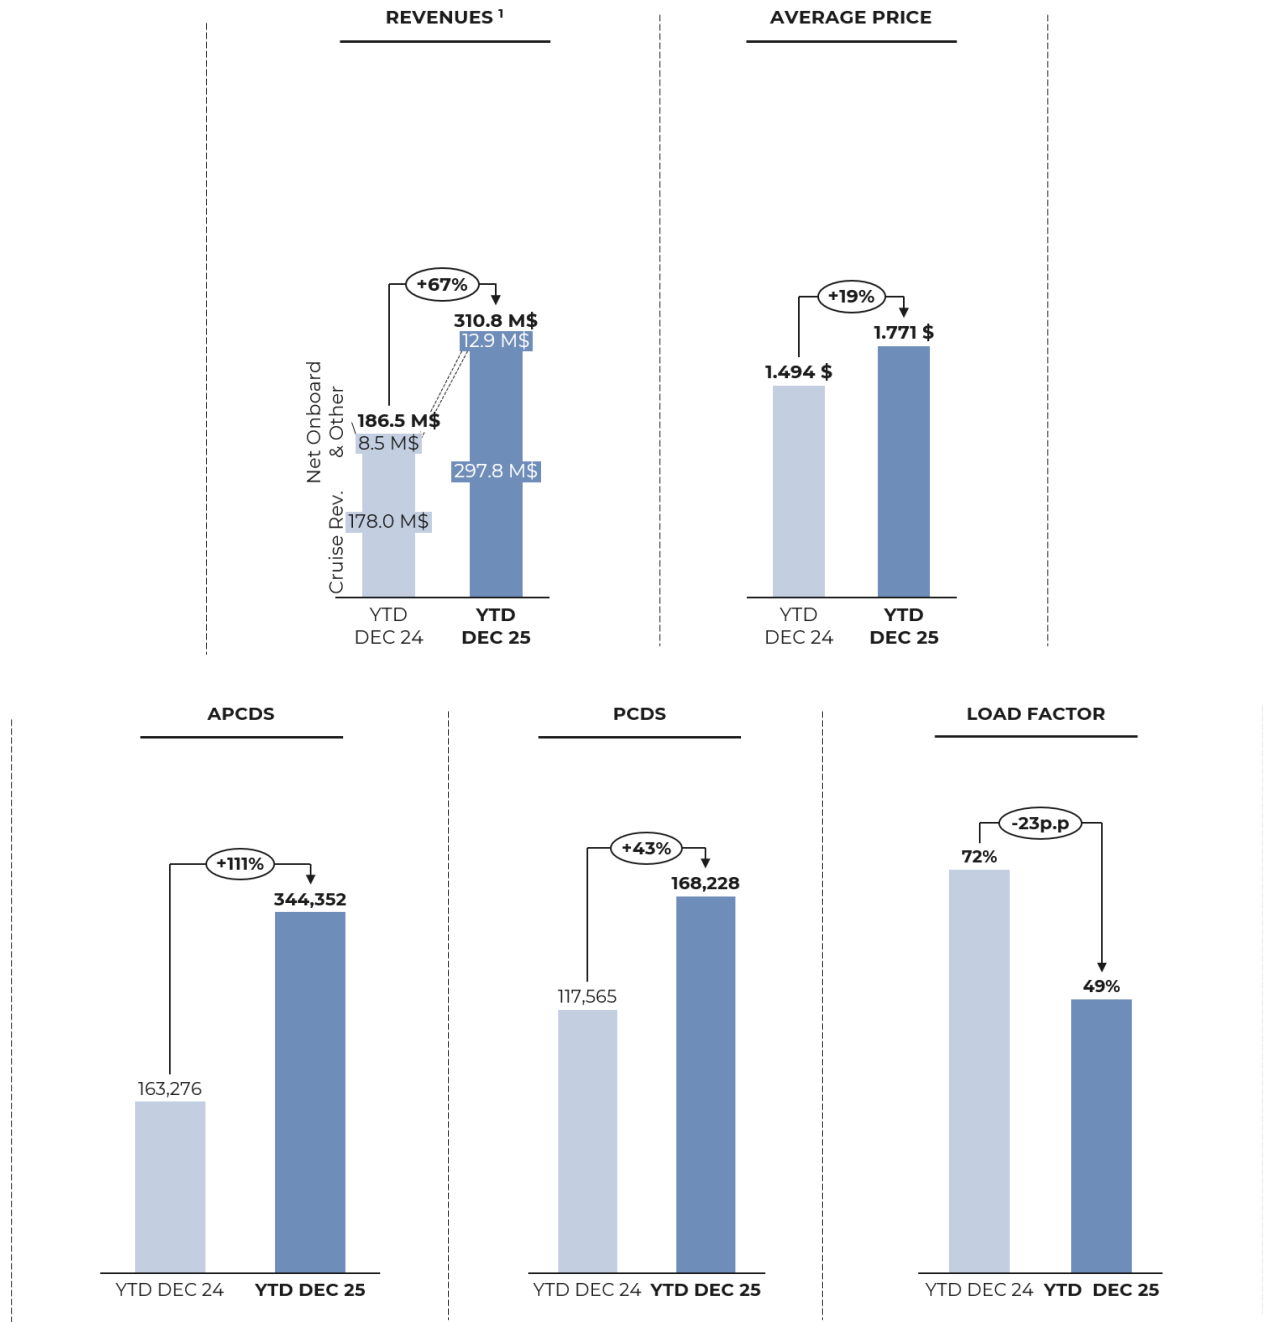 REVENUES ¹
AVERAGE PRICE
+67%
310.8 M$
12.9 M$
186.5 M$
8.5 M$
297.8 M$
178.0 M$
Net Onboard
& Other
Cruise Rev.
YTD
DEC 24
YTD
DEC 25
+19%
1.771 $
1.494 $
YTD
DEC 24
YTD
DEC 25
APCDS
PCDS
LOAD FACTOR
+111%
344,352
163,276
YTD DEC 24
YTD DEC 25
+43%
168,228
117,565
YTD DEC 24
YTD DEC 25
-23p.p
72%
49%
YTD DEC 24
YTD DEC 25